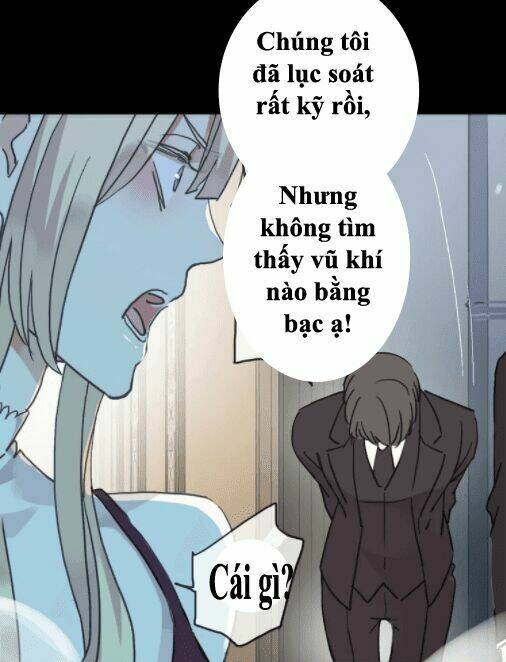 Chúng tôi
đã lục soát
rất kỹ rồi,
Nhưng
không tìm
thấy vũ khí
nào bằng
bạc ạ!
Cái gì?